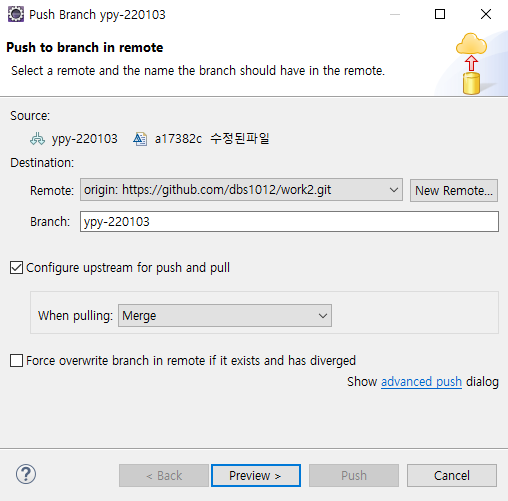 Push Branch ypy-220103
Push to branch in remote
Select a remote and the name the branch should have in the remote.
Source:
ypy-220103 a17382c 수정된파일
Destination:
Remote: origin: https://github.com/dbs1012/work2.git New Remote...
Branch: ypy-220103
Configure upstream for push and pull
When pulling: Merge
Force overwrite branch in remote if it exists and has diverged
Show advanced push dialog
< Back Preview > Push Cancel